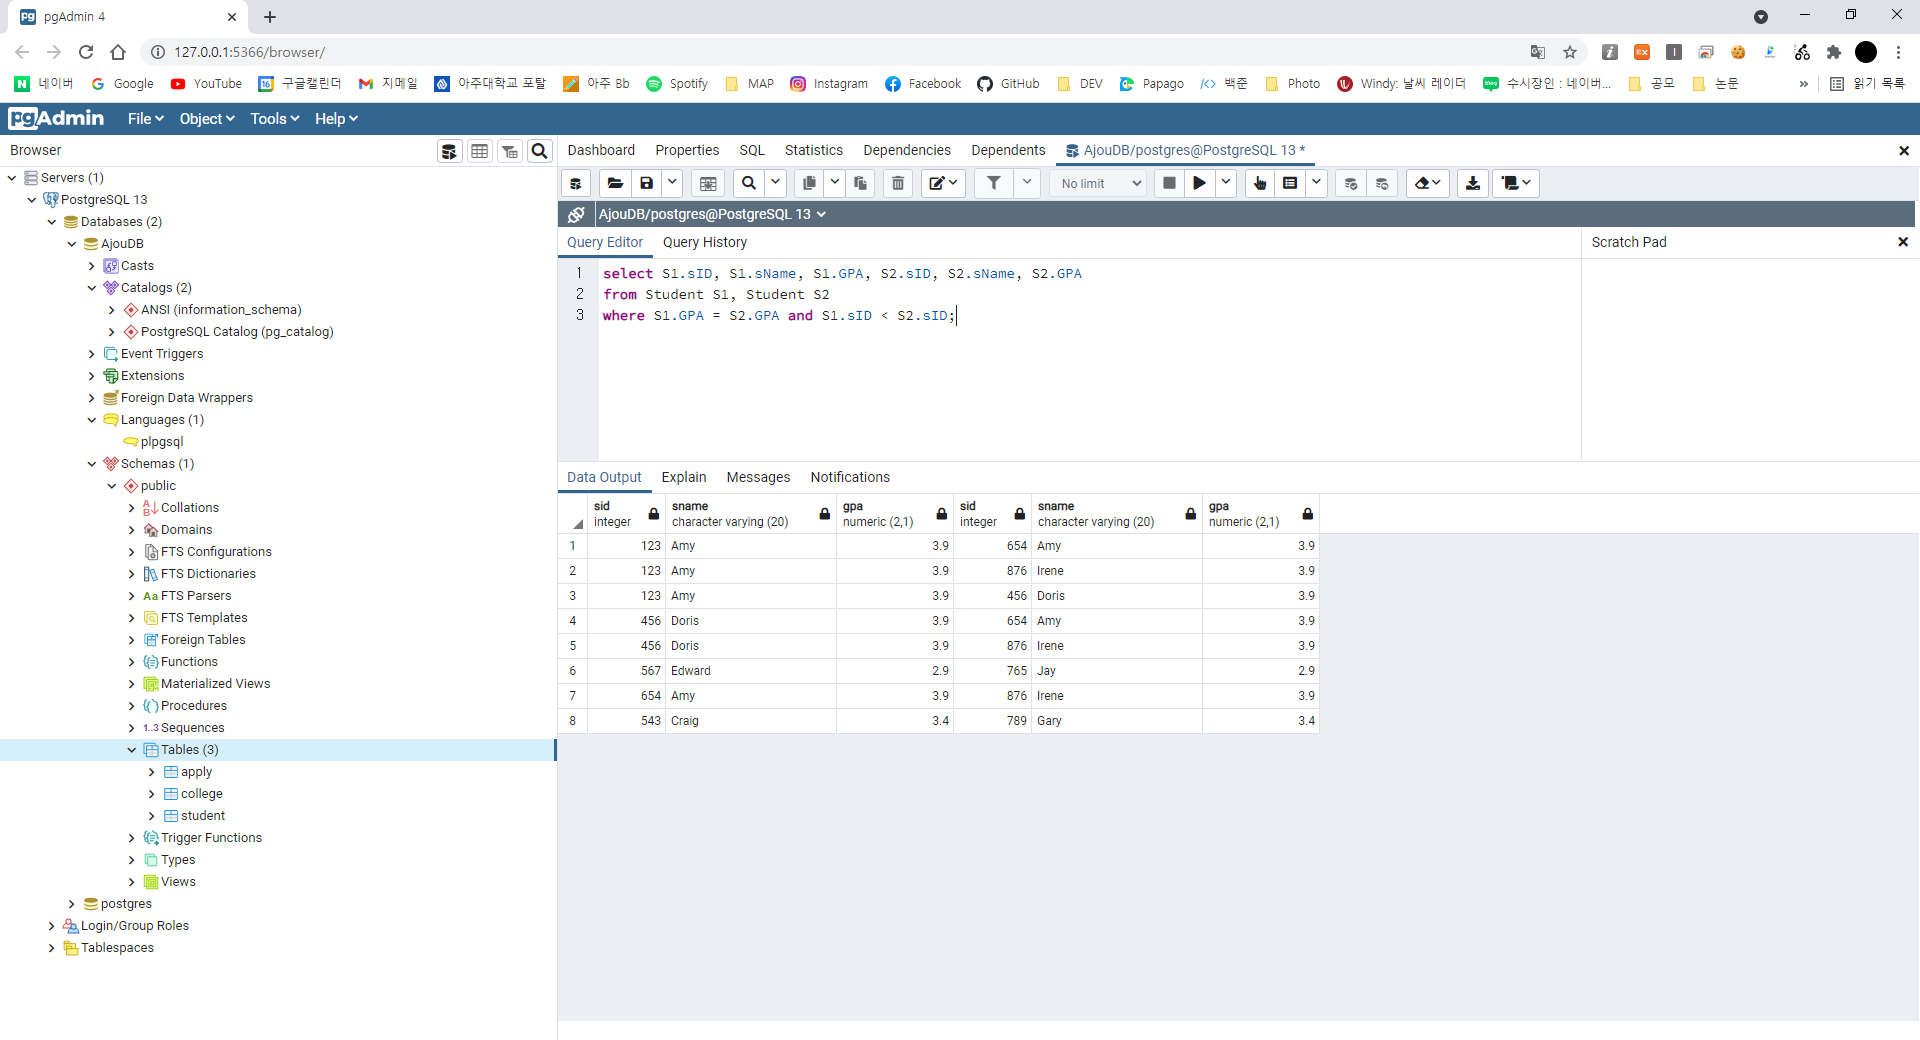 pgAdmin 4
127.0.0.1:5366/browser/
네이버 Google YouTube 구글캘린더 지메일 아주대학교 포탈 아주 Bb Spotify MAP Instagram Facebook GitHub DEV Papago 백준 Photo Windy: 날씨 레이더 수시장인 : 네이버... 공모 논문 » 읽기 목록
pgAdmin File Object Tools Help
Browser
Servers (1)
PostgreSQL 13
Databases (2)
AjouDB
Casts
Catalogs (2)
ANSI (information_schema)
PostgreSQL Catalog (pg_catalog)
Event Triggers
Extensions
Foreign Data Wrappers
Languages (1)
plpgsql
Schemas (1)
public
Collations
Domains
FTS Configurations
FTS Dictionaries
Aa FTS Parsers
FTS Templates
Foreign Tables
Functions
Materialized Views
Procedures
1..3 Sequences
Tables (3)
apply
college
student
Trigger Functions
Types
Views
postgres
Login/Group Roles
Tablespaces
Dashboard Properties SQL Statistics Dependencies Dependents AjouDB/postgres@PostgreSQL 13 *
No limit
AjouDB/postgres@PostgreSQL 13
Query Editor Query History
Scratch Pad
1 select S1.sID, S1.sName, S1.GPA, S2.sID, S2.sName, S2.GPA
2 from Student S1, Student S2
3 where S1.GPA = S2.GPA and S1.sID < S2.sID;
Data Output Explain Messages Notifications
sid sname gpa sid sname gpa
integer character varying (20) numeric (2,1) integer character varying (20) numeric (2,1)
1 123 Amy 3.9 654 Amy 3.9
2 123 Amy 3.9 876 Irene 3.9
3 123 Amy 3.9 456 Doris 3.9
4 456 Doris 3.9 654 Amy 3.9
5 456 Doris 3.9 876 Irene 3.9
6 567 Edward 2.9 765 Jay 2.9
7 654 Amy 3.9 876 Irene 3.9
8 543 Craig 3.4 789 Gary 3.4